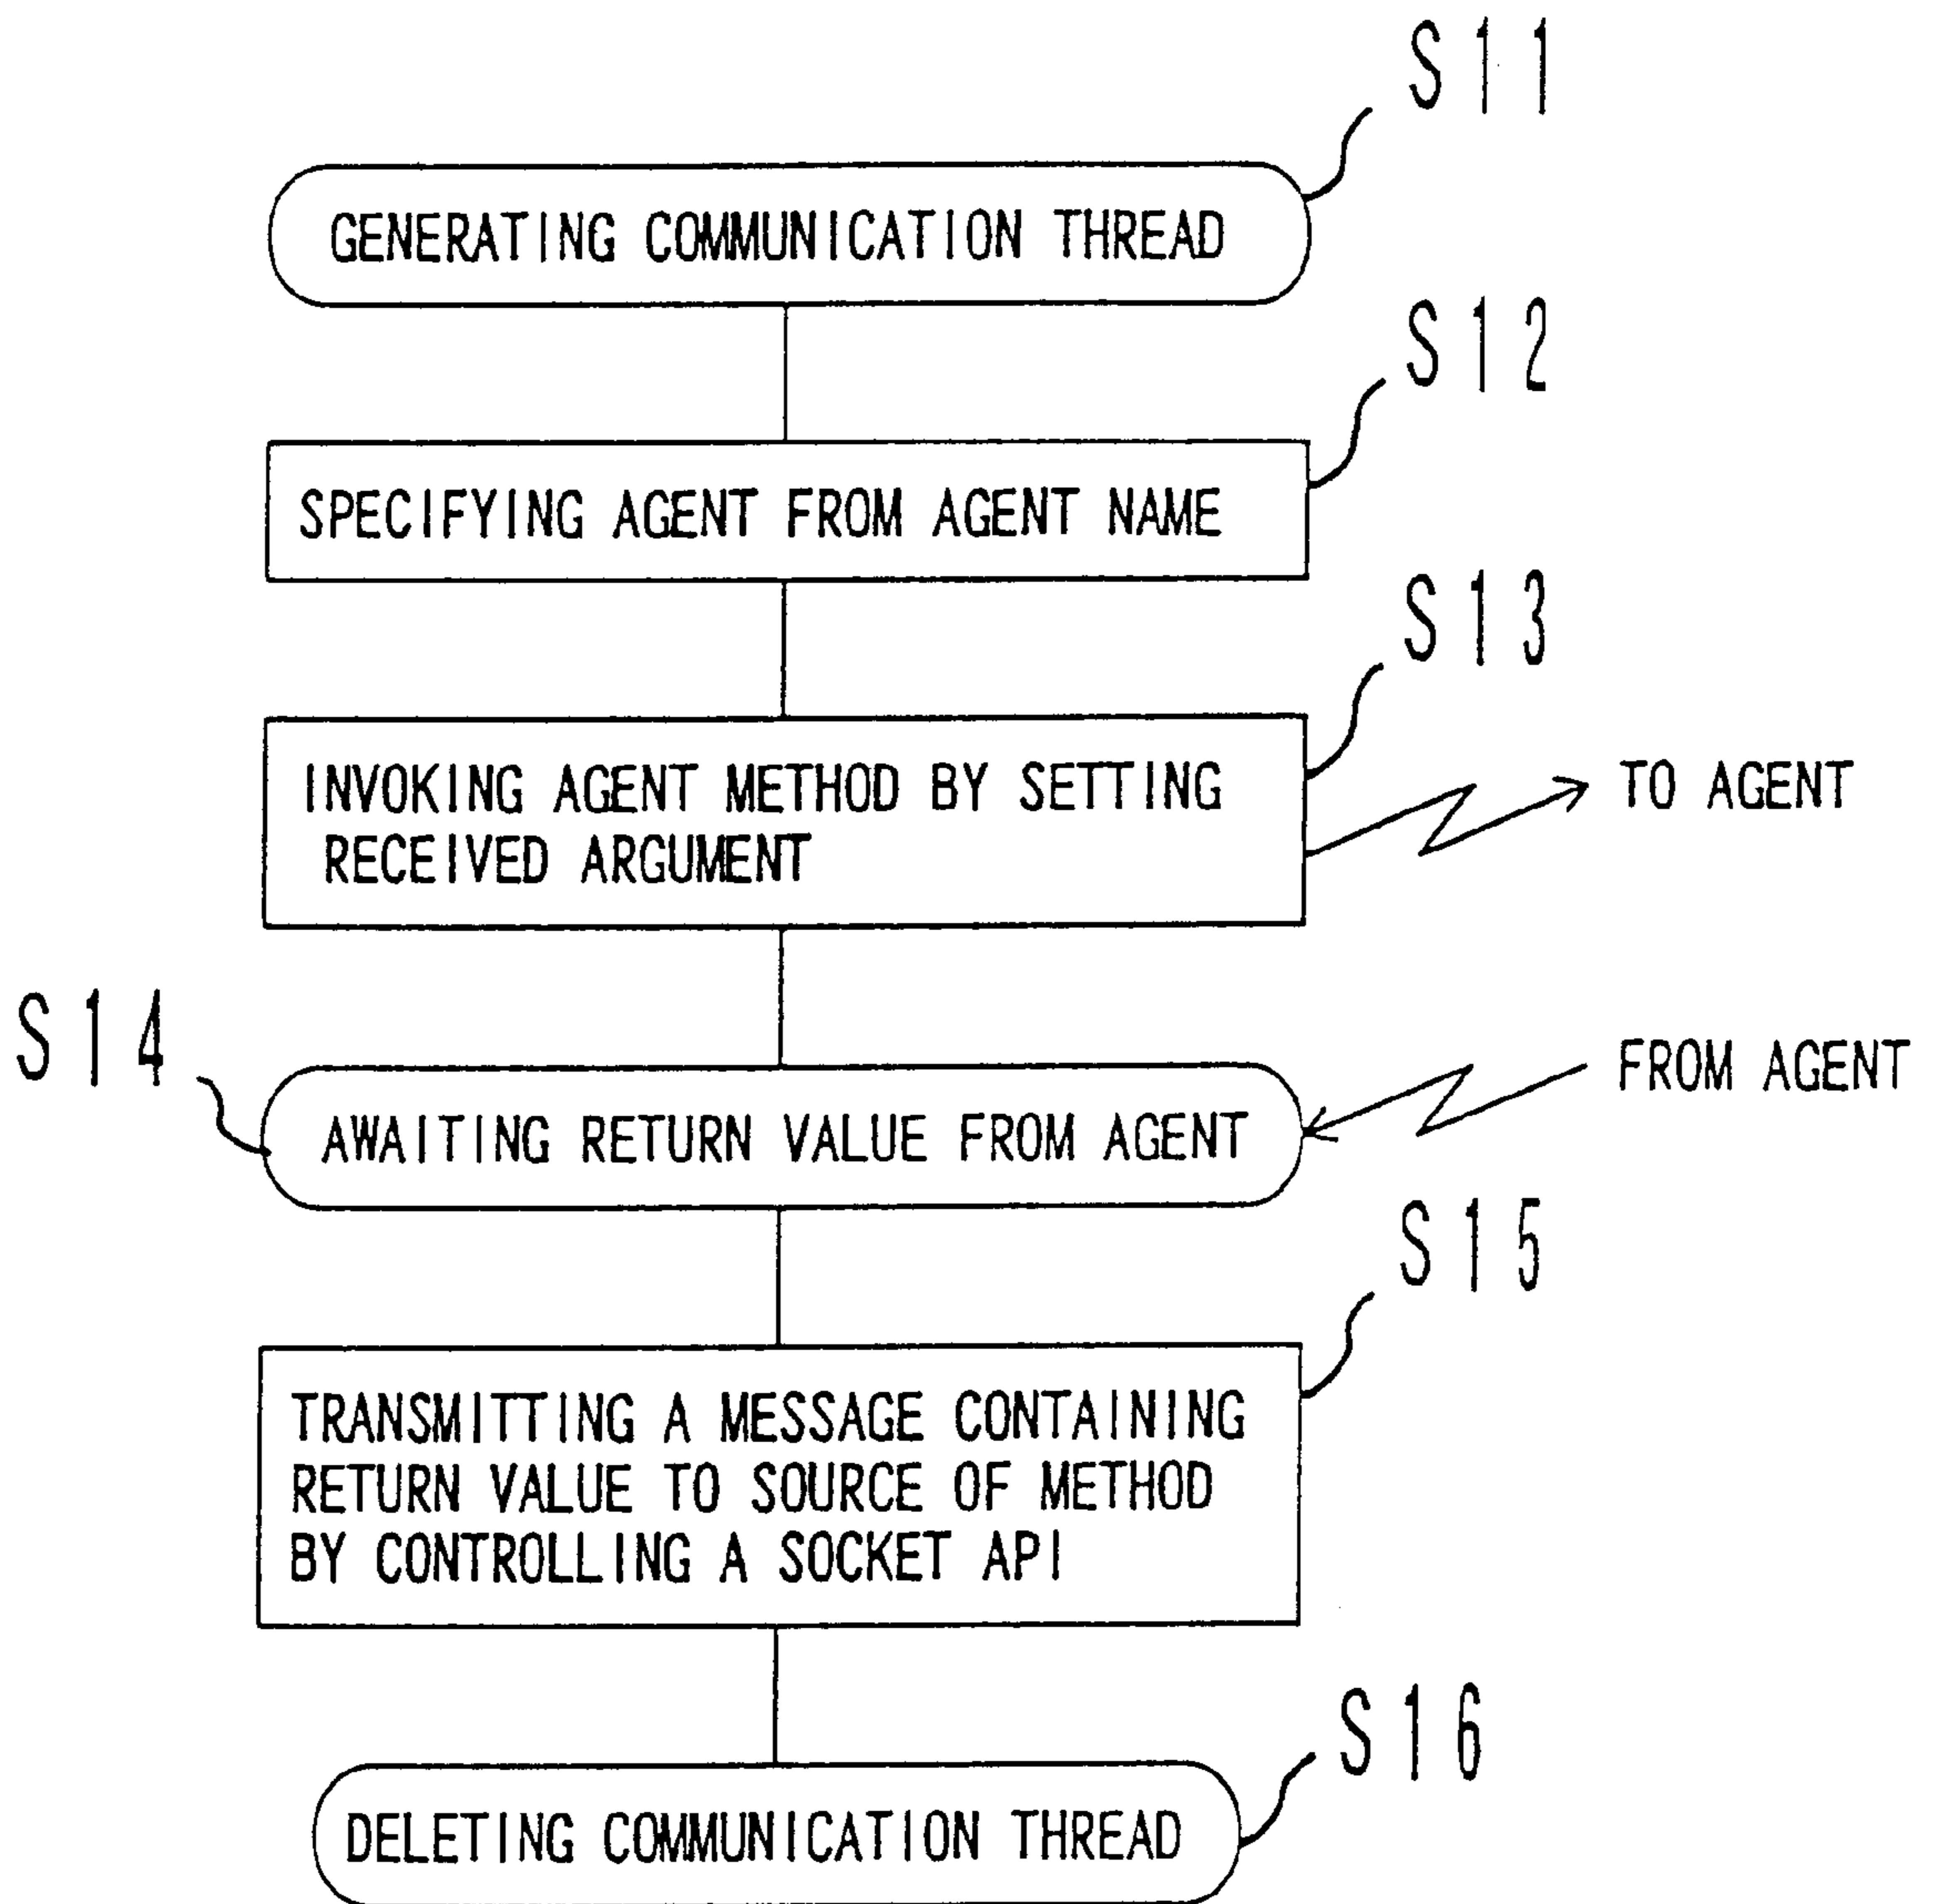 S11
GENERATING COMMUNICATION THREAD
S12
SPECIFYING AGENT FROM AGENT NAME
S13
INVOKING AGENT METHOD BY SETTING
RECEIVED ARGUMENT
TO AGENT
S14
FROM AGENT
AWAITING RETURN VALUE FROM AGENT
S15
TRANSMITTING A MESSAGE CONTAINING
RETURN VALUE TO SOURCE OF METHOD
BY CONTROLLING A SOCKET API
S16
DELETING COMMUNICATION THREAD